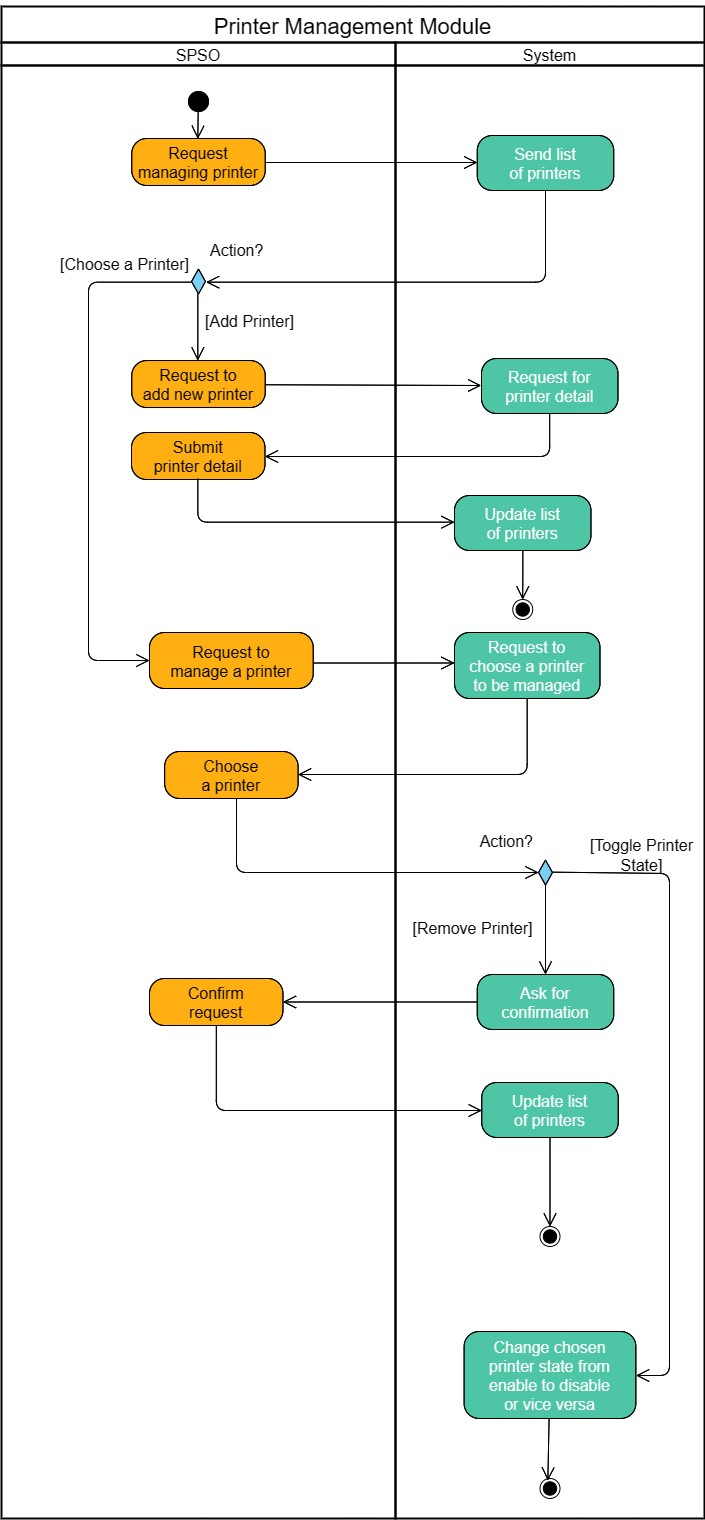 Printer Management Module
SPSO
System
Request
managing printer
Send list
of printers
Action?
[Choose a Printer]
[Add Printer]
Request to
add new printer
Request for
printer detail
Submit
printer detail
Update list
of printers
Request to
manage a printer
Request to
choose a printer
to be managed
Choose
a printer
Action?
[Toggle Printer
State]
[Remove Printer]
Confirm
request
Ask for
confirmation
Update list
of printers
Change chosen
printer state from
enable to disable
or vice versa